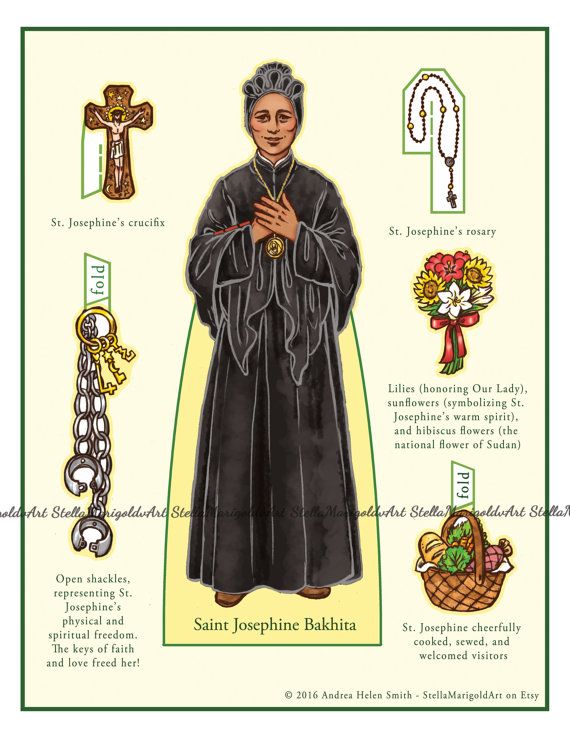 St. Josephine's crucifix
St. Josephine's rosary
fold
Lilies (honoring Our Lady),
sunflowers (symbolizing St.
Josephine's warm spirit),
and hibiscus flowers (the
national flower of Sudan)
fold
StellaMarigoldvArt StellaMarigoldvArt
Open shackles,
representing St.
Josephine's
physical and
spiritual freedom.
The keys of faith
and love freed her!
Saint Josephine Bakhita
St. Josephine cheerfully
cooked, sewed, and
welcomed visitors
© 2016 Andrea Helen Smith - StellaMarigoldArt on Etsy